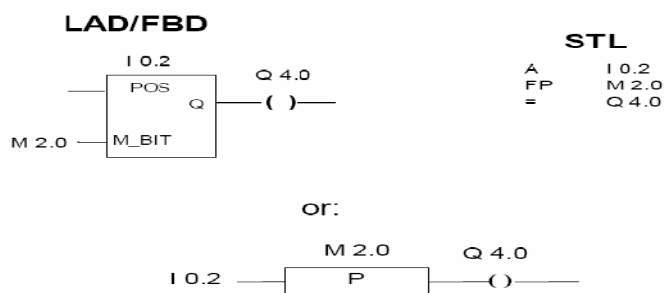 LAD/FBD
STL
I 0.2
POS
Q
Q 4.0
( )
M 2.0
M_BIT
A I 0.2
FP M 2.0
= Q 4.0
or:
M 2.0
Q 4.0
I 0.2
P
( )